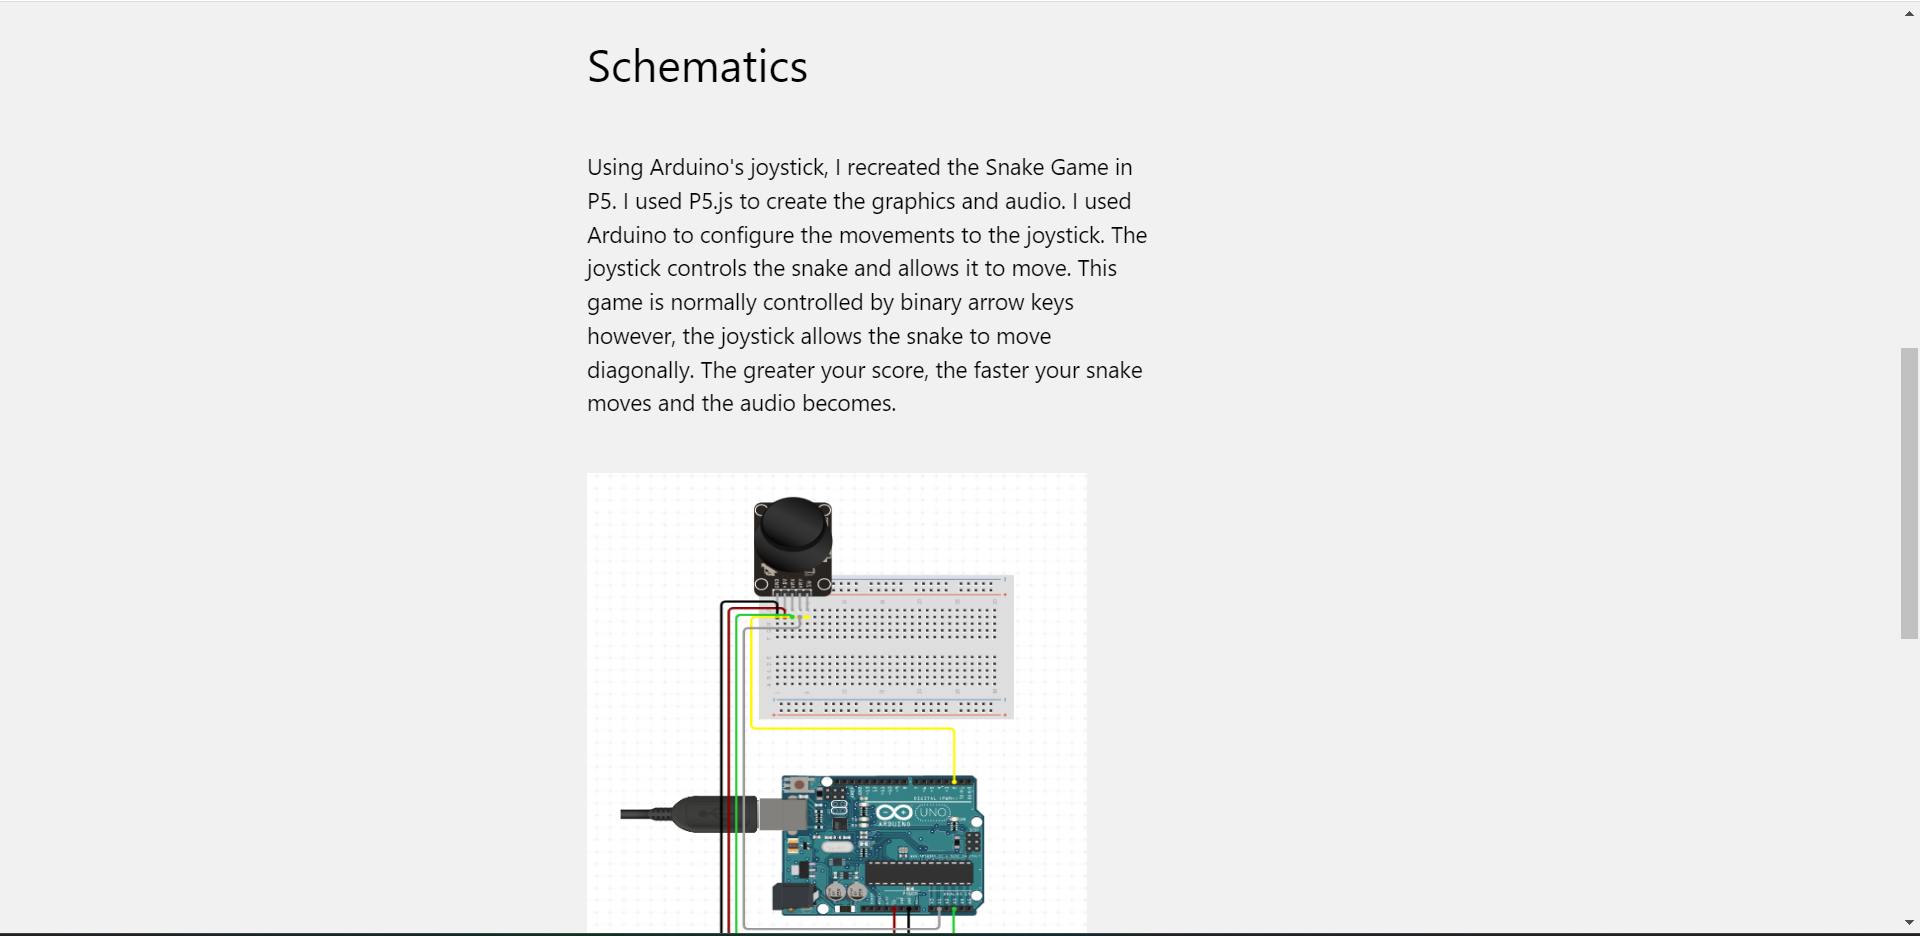 Schematics
Using Arduino's joystick, I recreated the Snake Game in
P5. I used P5.js to create the graphics and audio. I used
Arduino to configure the movements to the joystick. The
joystick controls the snake and allows it to move. This
game is normally controlled by binary arrow keys
however, the joystick allows the snake to move
diagonally. The greater your score, the faster your snake
moves and the audio becomes.
DIGITAL (PWM~)
UNO
ARDUINO